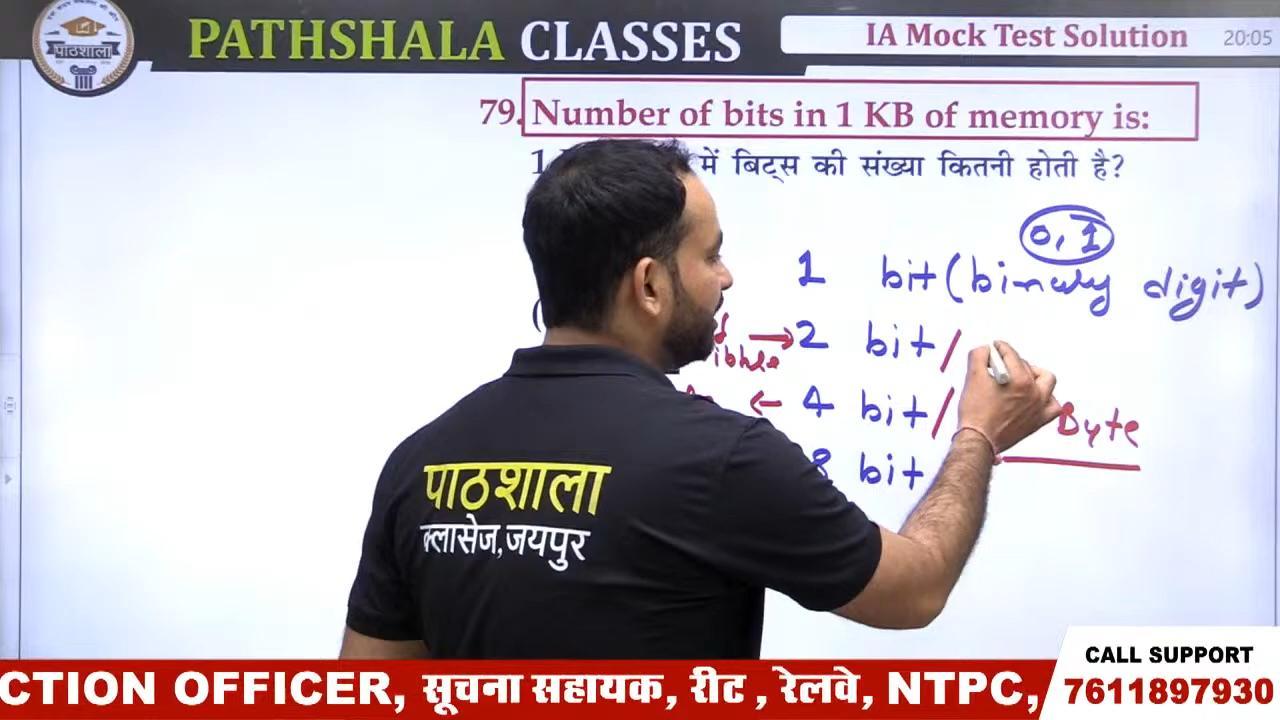 पाठशाला
PATHSHALA CLASSES
IA Mock Test Solution
20:05
79. Number of bits in 1 KB of memory is:
1 में बिट्स की संख्या कितनी होती है?
0, 1
1 bit (binary digit)
→ 2 bit /
← 4 bit / Byte
8 bit
पाठशाला
क्लासेज, जयपुर
CTION OFFICER, सूचना सहायक, रीट , रेलवे, NTPC,
CALL SUPPORT
7611897930